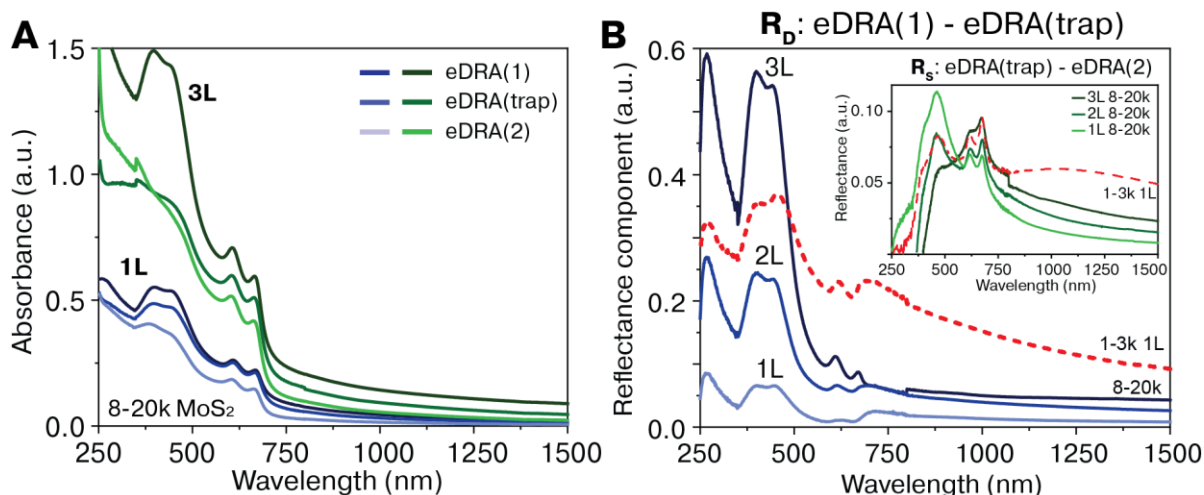 A
1.5
1.0
0.5
0.0
250
500
750
1000
1250
1500
Absorbance (a.u.)
Wavelength (nm)
3L
1L
eDRA(1)
eDRA(trap)
eDRA(2)
8-20k MoS₂
B
R_D: eDRA(1) - eDRA(trap)
0.6
0.4
0.2
0.0
250
500
750
1000
1250
1500
Reflectance component (a.u.)
Wavelength (nm)
3L
2L
1L
1-3k 1L
8-20k
R_S: eDRA(trap) - eDRA(2)
0.10
0.05
250
500
750
1000
1250
1500
Reflectance (a.u.)
Wavelength (nm)
3L 8-20k
2L 8-20k
1L 8-20k
1-3k 1L